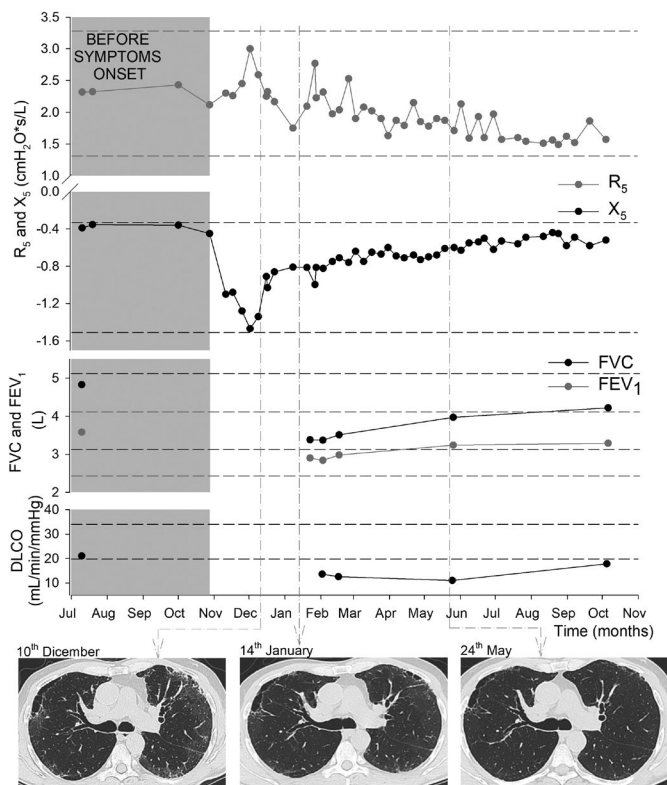 3.5
3.0
2.5
2.0
1.5
1.0
0.0
-0.4
-0.8
-1.2
-1.6
R5 and X5 (cmH2O*s/L)
BEFORE
SYMPTOMS
ONSET
R5
X5
5
4
3
2
FVC and FEV1
(L)
FVC
FEV1
40
30
20
10
DLCO
(mL/min/mmHg)
Jul Aug Sep Oct Nov Dec Jan Feb Mar Apr May Jun Jul Aug Sep Oct Nov
Time (months)
10th Dicember
14th January
24th May